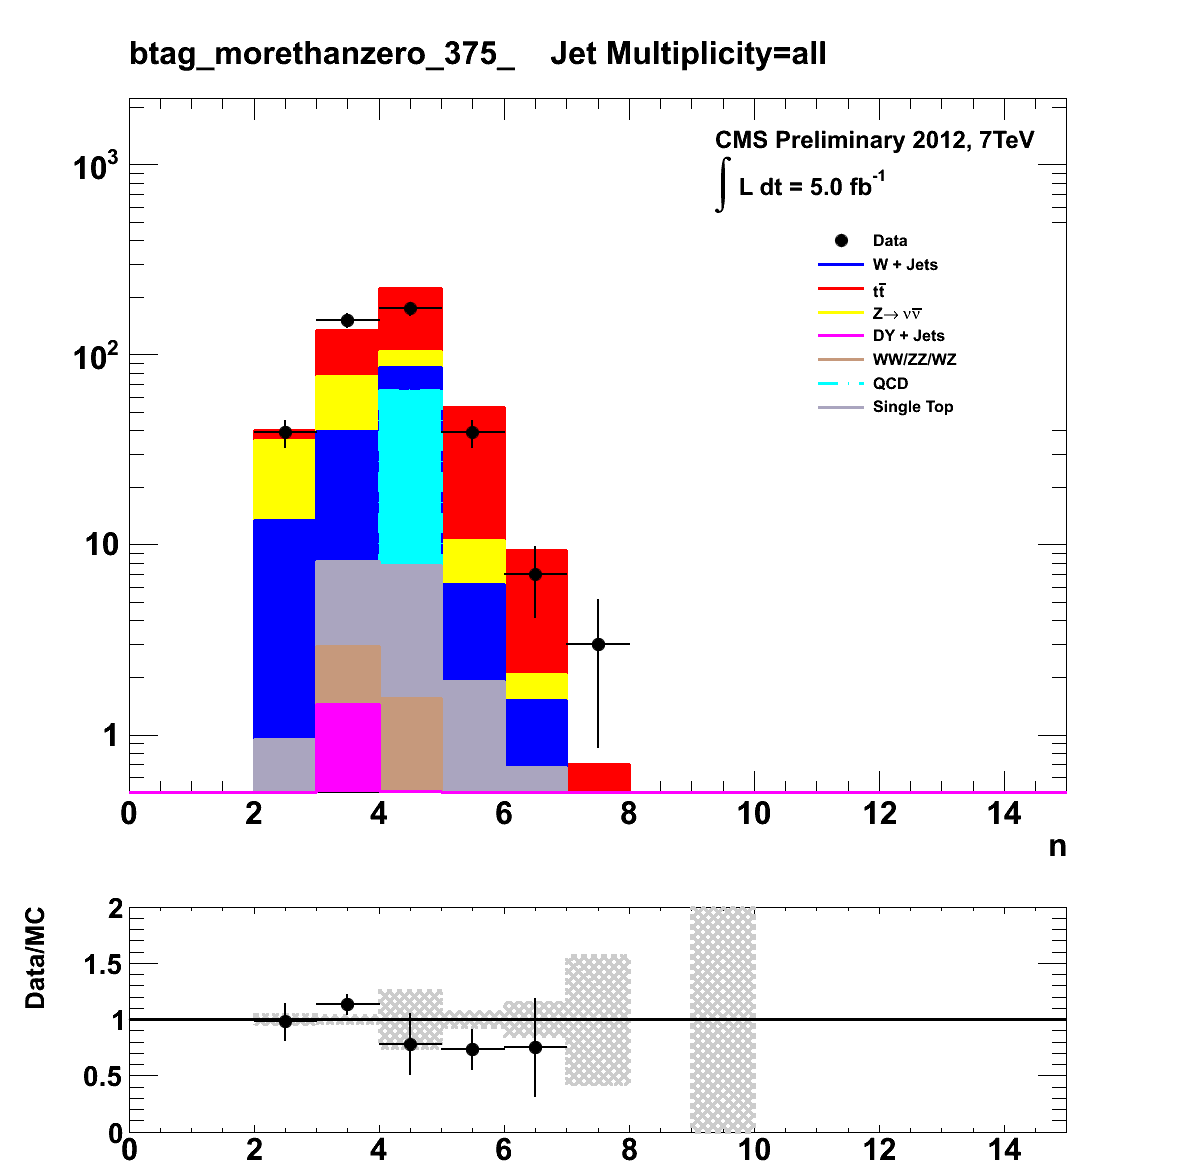 btag_morethanzero_375_ Jet Multiplicity=all
CMS Preliminary 2012, 7TeV
∫ L dt = 5.0 fb⁻¹
Data
W + Jets
tt̅
Z→ νν̅
DY + Jets
WW/ZZ/WZ
QCD
Single Top
10³
10²
10
1
0 2 4 6 8 10 12 14
n
Data/MC
2
1.5
1
0.5
0
0 2 4 6 8 10 12 14